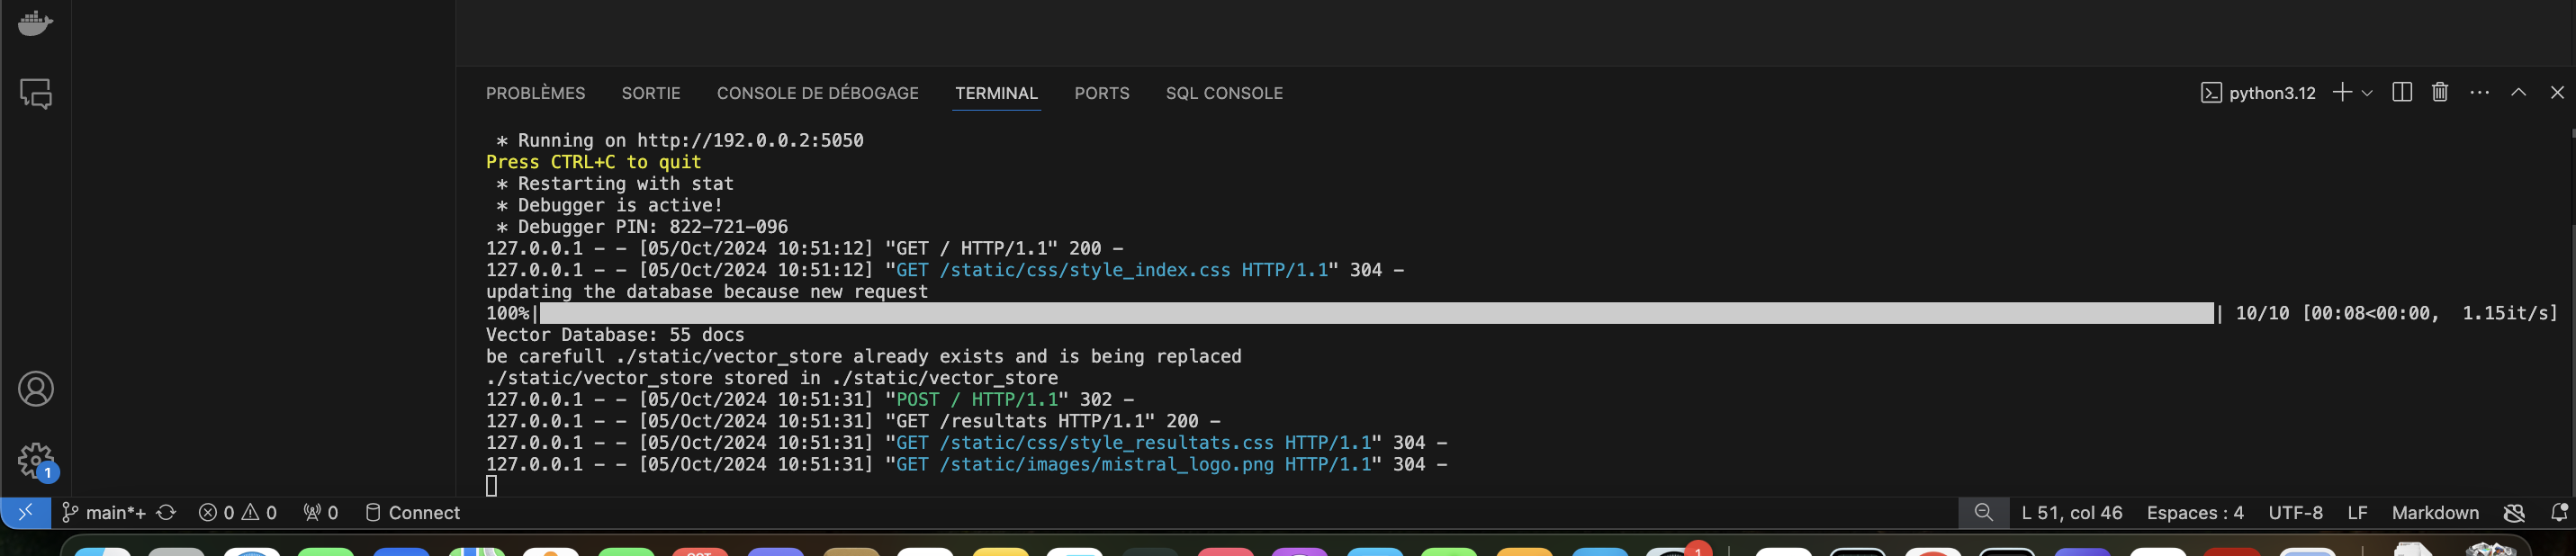 PROBLÈMES SORTIE CONSOLE DE DÉBOGAGE TERMINAL PORTS SQL CONSOLE python3.12
* Running on http://192.0.0.2:5050
Press CTRL+C to quit
* Restarting with stat
* Debugger is active!
* Debugger PIN: 822-721-096
127.0.0.1 - - [05/Oct/2024 10:51:12] "GET / HTTP/1.1" 200 -
127.0.0.1 - - [05/Oct/2024 10:51:12] "GET /static/css/style_index.css HTTP/1.1" 304 -
updating the database because new request
100%| | 10/10 [00:08<00:00, 1.15it/s]
Vector Database: 55 docs
be carefull ./static/vector_store already exists and is being replaced
./static/vector_store stored in ./static/vector_store
127.0.0.1 - - [05/Oct/2024 10:51:31] "POST / HTTP/1.1" 302 -
127.0.0.1 - - [05/Oct/2024 10:51:31] "GET /resultats HTTP/1.1" 200 -
127.0.0.1 - - [05/Oct/2024 10:51:31] "GET /static/css/style_resultats.css HTTP/1.1" 304 -
127.0.0.1 - - [05/Oct/2024 10:51:31] "GET /static/images/mistral_logo.png HTTP/1.1" 304 -
1
main*+ 0 0 0 Connect L 51, col 46 Espaces : 4 UTF-8 LF Markdown
1